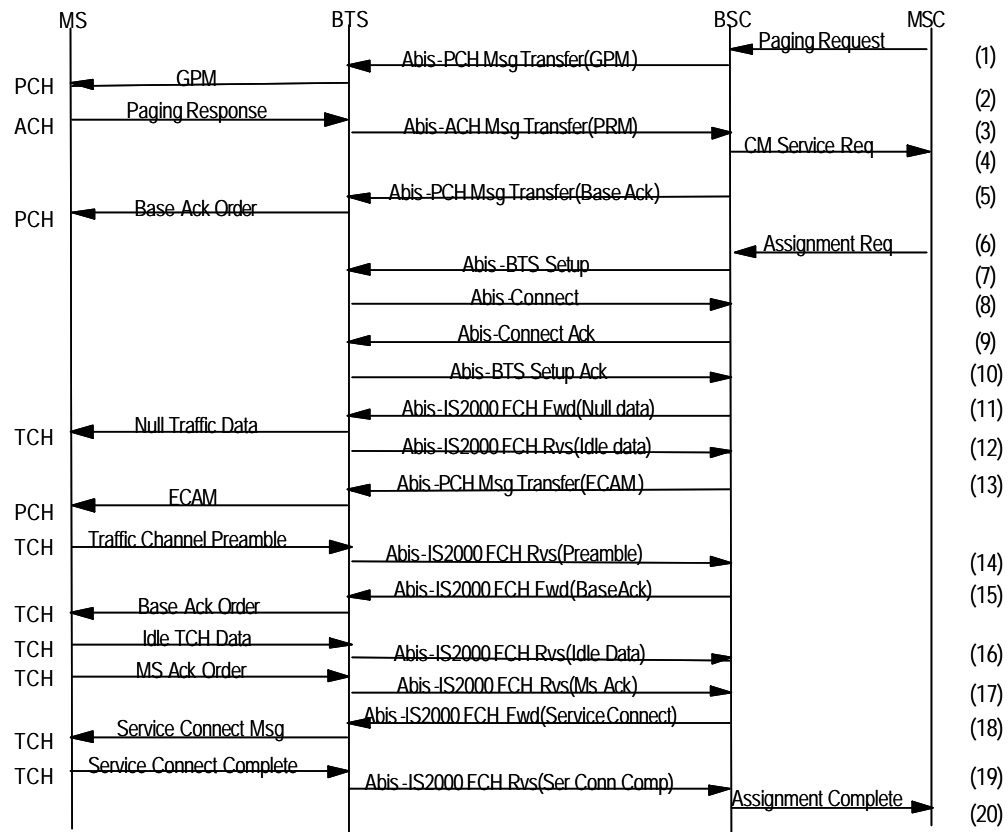 MS BTS BSC MSC
Paging Request
Abis-PCH Msg Transfer(GPM) (1)
PCH GPM (2)
ACH Paging Response
Abis-ACH Msg Transfer(PRM) (3)
CM Service Req (4)
Abis-PCH Msg Transfer(Base Ack) (5)
PCH Base Ack Order
Assignment Req (6)
Abis-BTS Setup (7)
Abis-Connect (8)
Abis-Connect Ack (9)
Abis-BTS Setup Ack (10)
Abis-IS2000 FCH Fwd(Null data) (11)
TCH Null Traffic Data
Abis-IS2000 FCH Rvs(Idle data) (12)
Abis-PCH Msg Transfer(ECAM) (13)
PCH ECAM
TCH Traffic Channel Preamble
Abis-IS2000 FCH Rvs(Preamble) (14)
Abis-IS2000 FCH Fwd(BaseAck) (15)
TCH Base Ack Order
TCH Idle TCH Data
Abis-IS2000 FCH Rvs(Idle Data) (16)
TCH MS Ack Order
Abis-IS2000 FCH Rvs(Ms Ack) (17)
Abis-IS2000 FCH Fwd(Service Connect) (18)
TCH Service Connect Msg
TCH Service Connect Complete
Abis-IS2000 FCH Rvs(Ser Conn Comp) (19)
Assignment Complete (20)